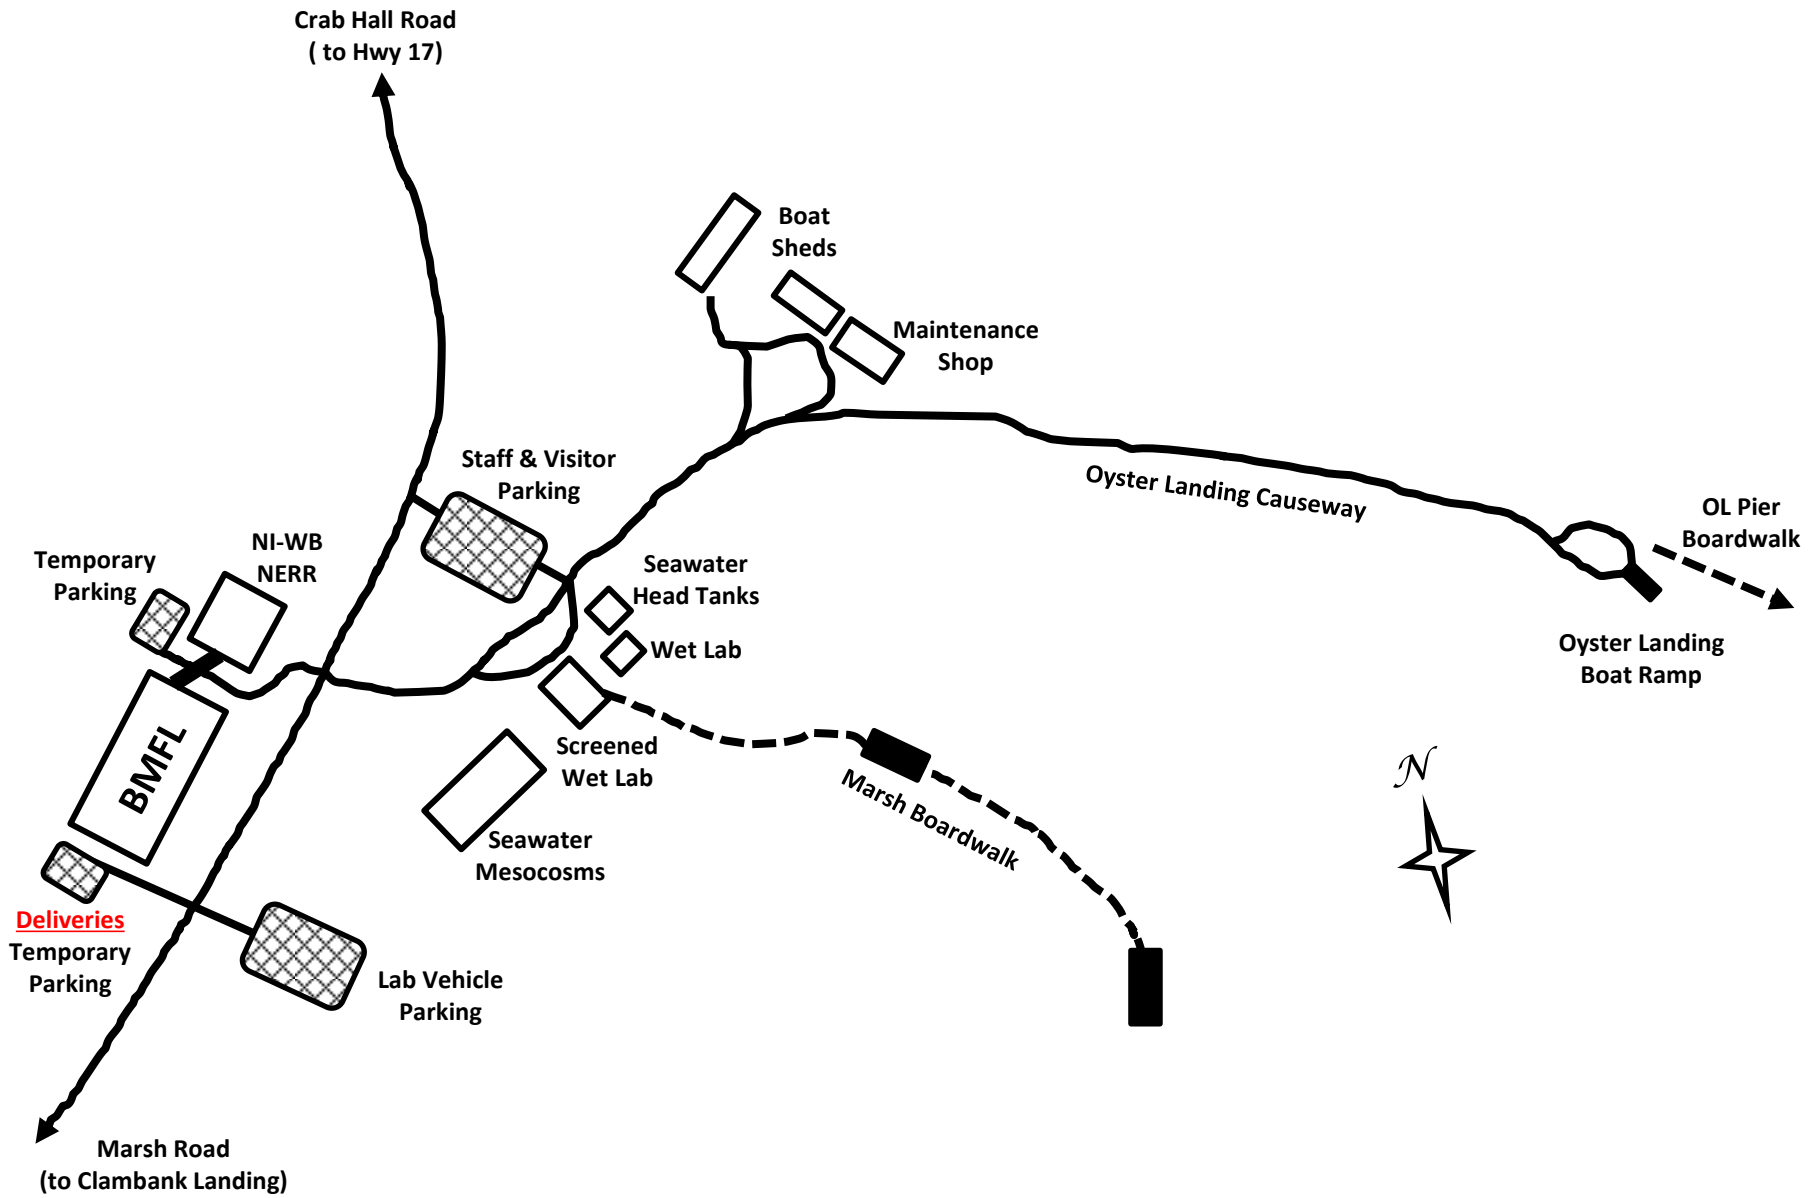 Crab Hall Road
( to Hwy 17)
Boat
Sheds
Maintenance
Shop
Staff & Visitor
Parking
Oyster Landing Causeway
OL Pier
Boardwalk
NI-WB
NERR
Temporary
Parking
Seawater
Head Tanks
Wet Lab
Oyster Landing
Boat Ramp
BMFL
Screened
Wet Lab
Marsh Boardwalk
N
Seawater
Mesocosms
Deliveries
Temporary
Parking
Lab Vehicle
Parking
Marsh Road
(to Clambank Landing)